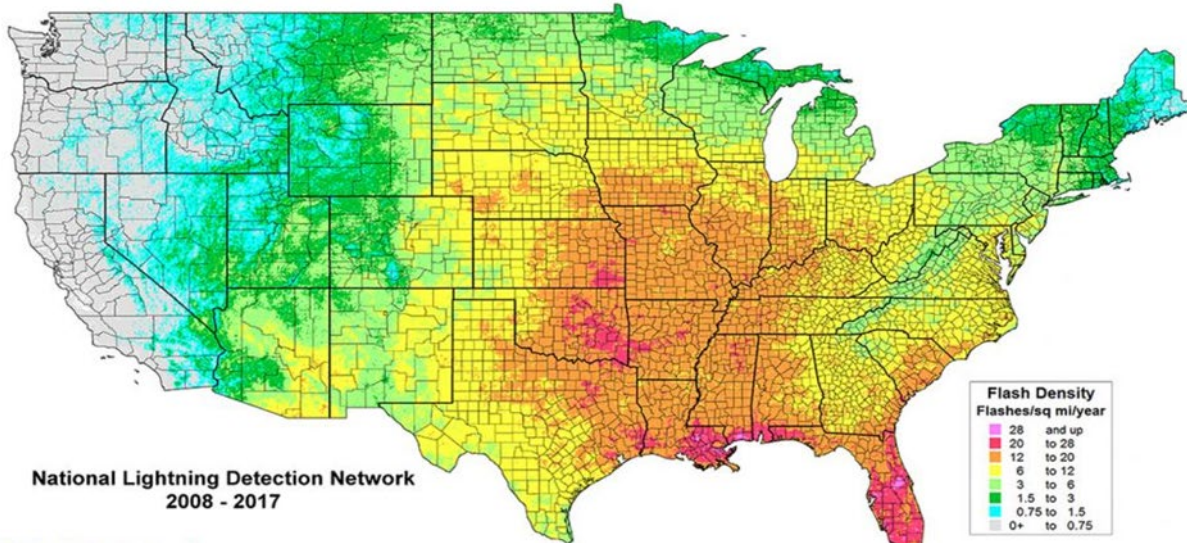 National Lightning Detection Network
2008 - 2017
Flash Density
Flashes/sq mi/year
28 and up
20 to 28
12 to 20
6 to 12
3 to 6
1.5 to 3
0.75 to 1.5
0+ to 0.75